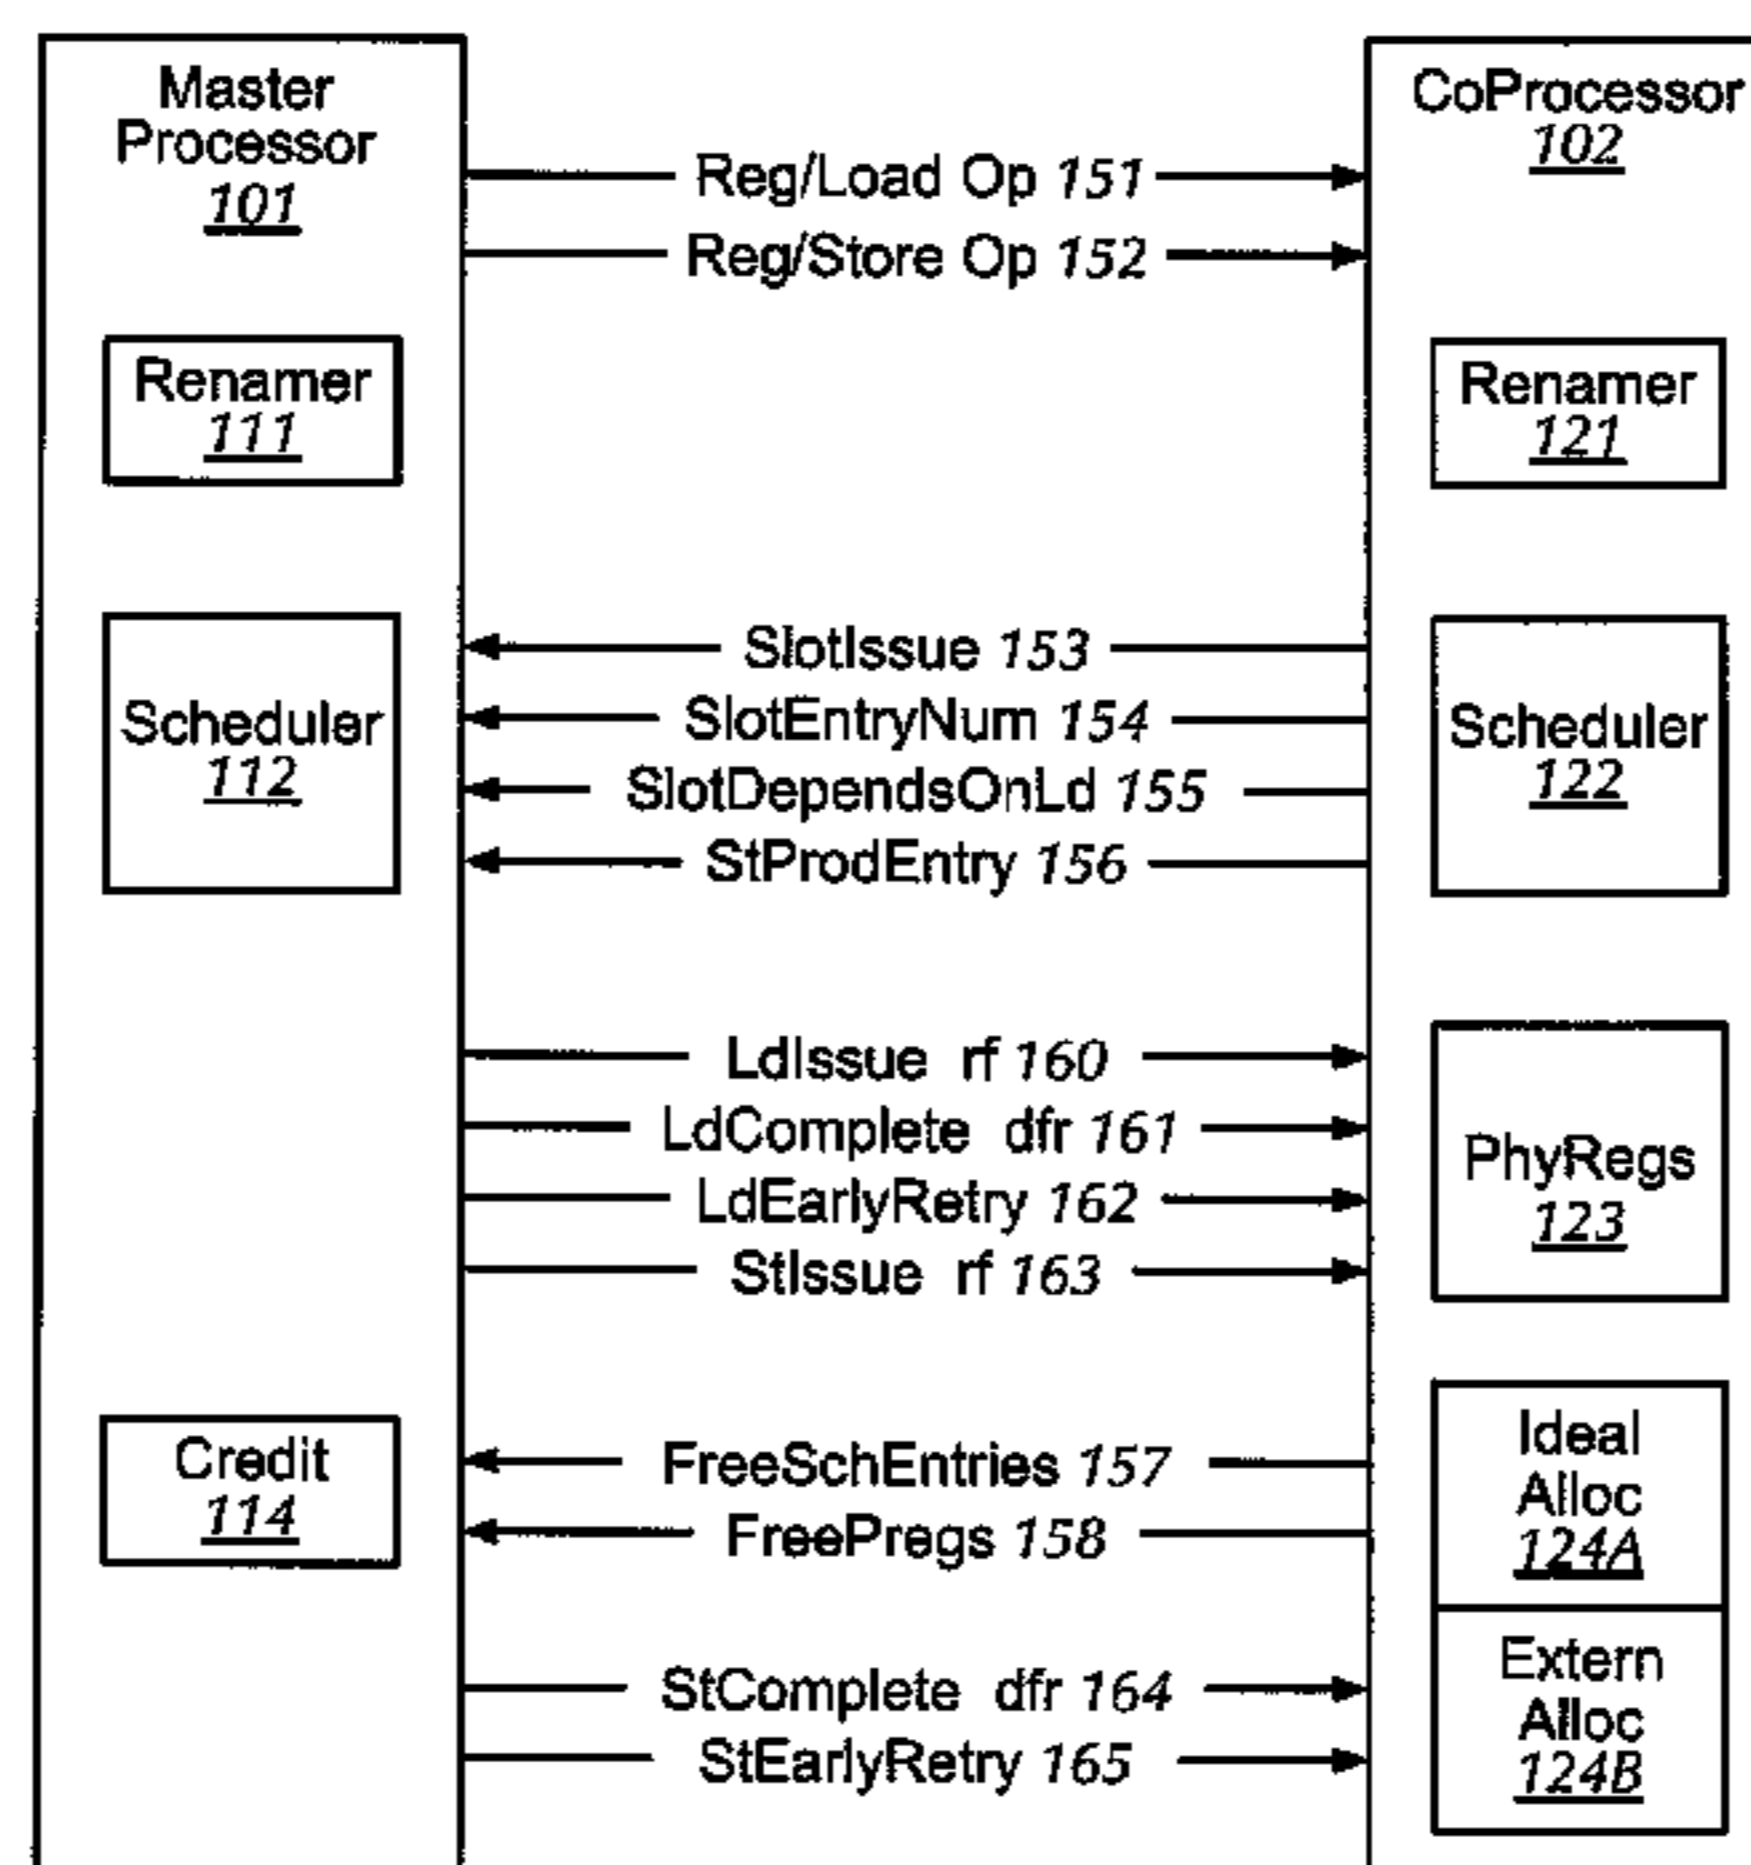 Master
Processor
101
CoProcessor
102
Reg/Load Op 151
Reg/Store Op 152
Renamer
111
Renamer
121
SlotIssue 153
SlotEntryNum 154
SlotDependsOnLd 155
StProdEntry 156
Scheduler
112
Scheduler
122
LdIssue rf 160
LdComplete dfr 161
LdEarlyRetry 162
StIssue rf 163
PhyRegs
123
Credit
114
FreeSchEntries 157
FreePregs 158
Ideal
Alloc
124A
StComplete dfr 164
StEarlyRetry 165
Extern
Alloc
124B